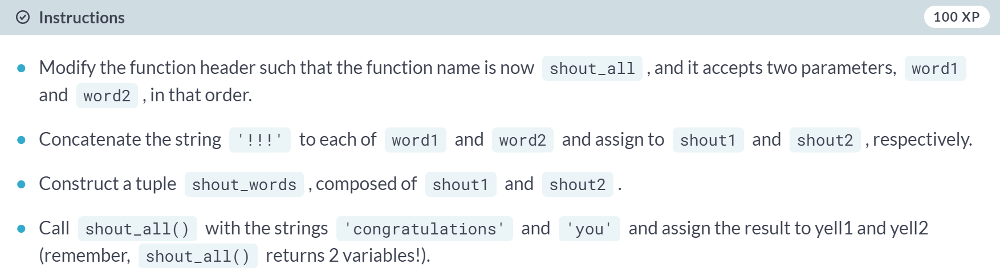 Instructions
100 XP
Modify the function header such that the function name is now shout_all , and it accepts two parameters, word1
and word2 , in that order.
Concatenate the string '!!!' to each of word1 and word2 and assign to shout1 and shout2 , respectively.
Construct a tuple shout_words , composed of shout1 and shout2 .
Call shout_all() with the strings 'congratulations' and 'you' and assign the result to yell1 and yell2
(remember, shout_all() returns 2 variables!).